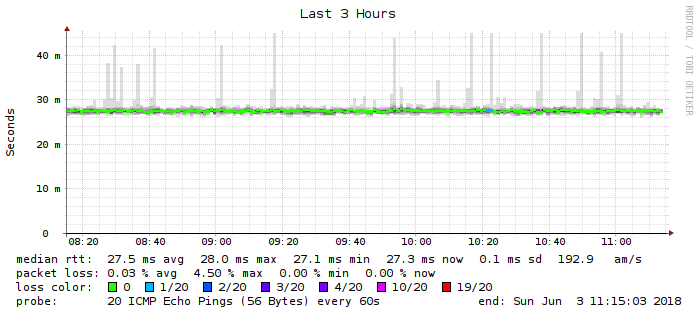 Last 3 Hours
RRDTOOL / TOBI OETIKER
Seconds
40 m
30 m
20 m
10 m
0
08:20 08:40 09:00 09:20 09:40 10:00 10:20 10:40 11:00
median rtt: 27.5 ms avg 28.0 ms max 27.1 ms min 27.3 ms now 0.1 ms sd 192.9 am/s
packet loss: 0.03 % avg 4.50 % max 0.00 % min 0.00 % now
loss color: 0 1/20 2/20 3/20 4/20 10/20 19/20
probe: 20 ICMP Echo Pings (56 Bytes) every 60s end: Sun Jun 3 11:15:03 2018